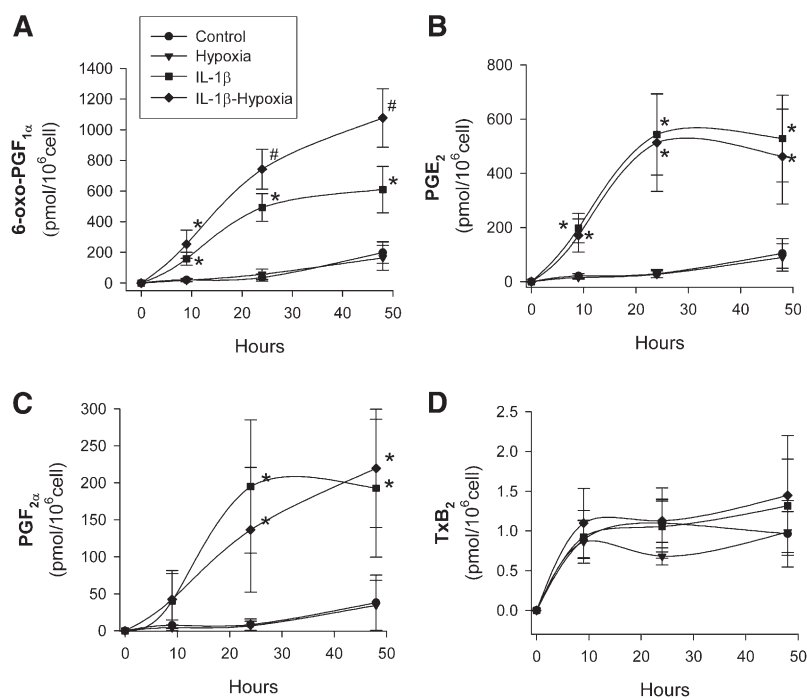 A
Control
Hypoxia
IL-1β
IL-1β-Hypoxia
6-oxo-PGF1α
(pmol/10⁶cell)
1400
1200
1000
800
600
400
200
0
#
#
*
*
*
*
0 10 20 30 40 50
Hours
B
PGE2
(pmol/10⁶cell)
800
600
400
200
0
*
*
*
*
*
*
0 10 20 30 40 50
Hours
C
PGF2α
(pmol/10⁶cell)
300
250
200
150
100
50
0
*
*
*
*
0 10 20 30 40 50
Hours
D
TxB2
(pmol/10⁶cell)
2.5
2.0
1.5
1.0
0.5
0.0
0 10 20 30 40 50
Hours